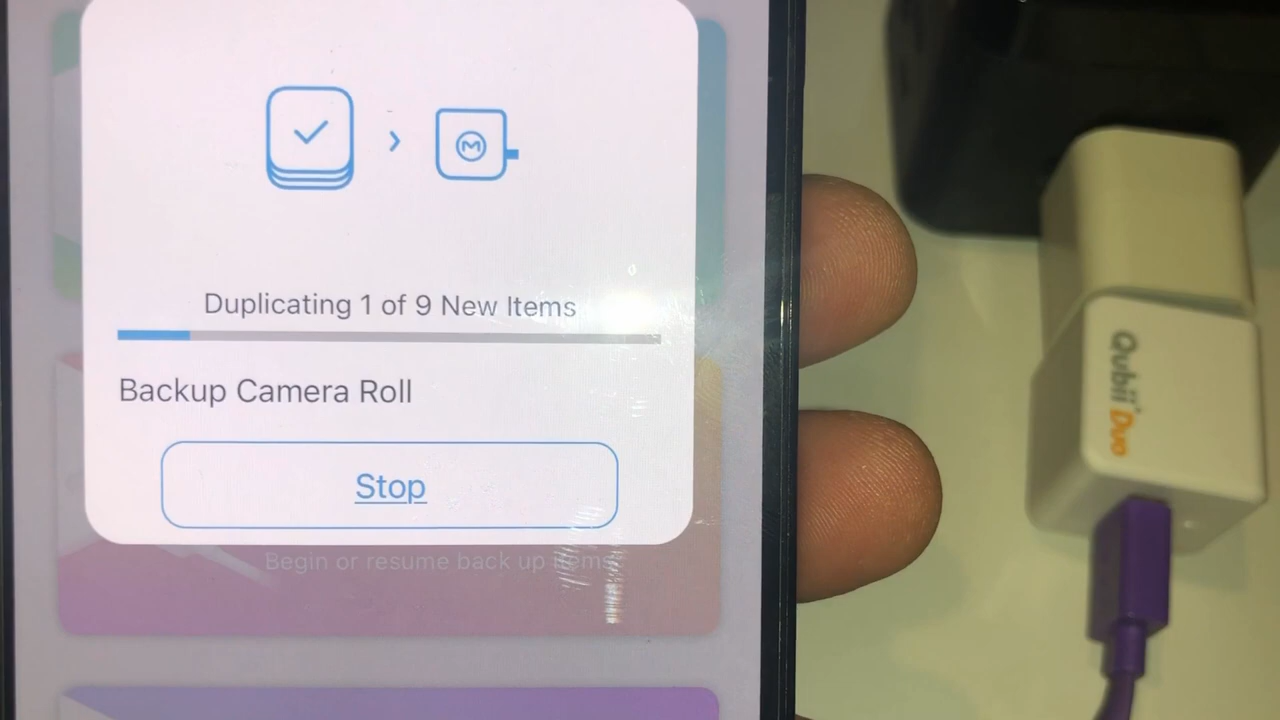 Duplicating 1 of 9 New Items
Backup Camera Roll
Stop
Begin or resume back up items
Qubii Duo